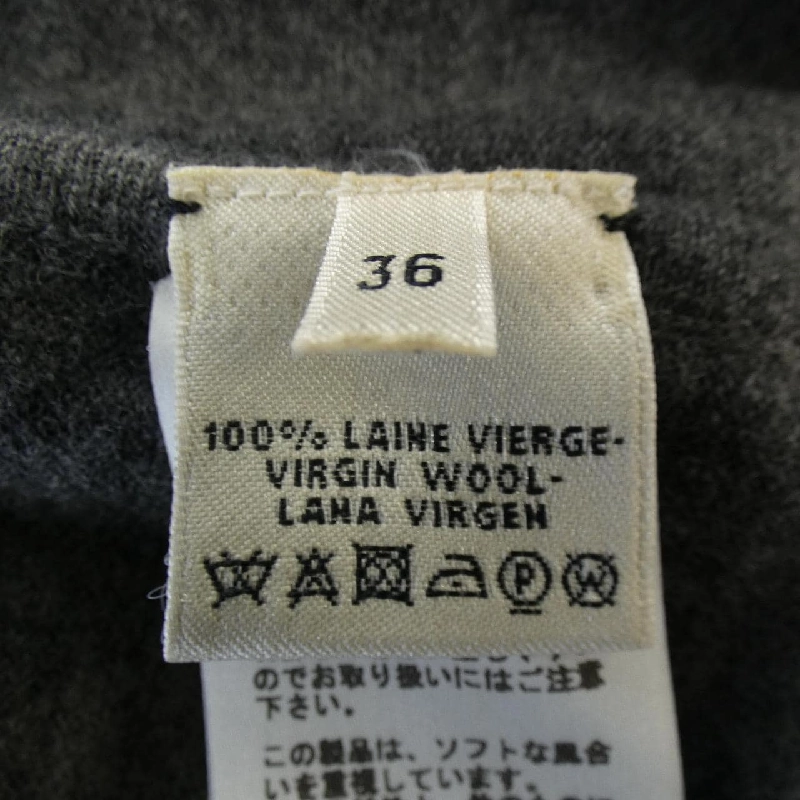 36
100% LAINE VIERGE-
VIRGIN WOOL-
LANA VIRGEN
P W
のでお取り扱いにはご注意
下さい。
この製品は、ソフトな風合
いを重視しています。